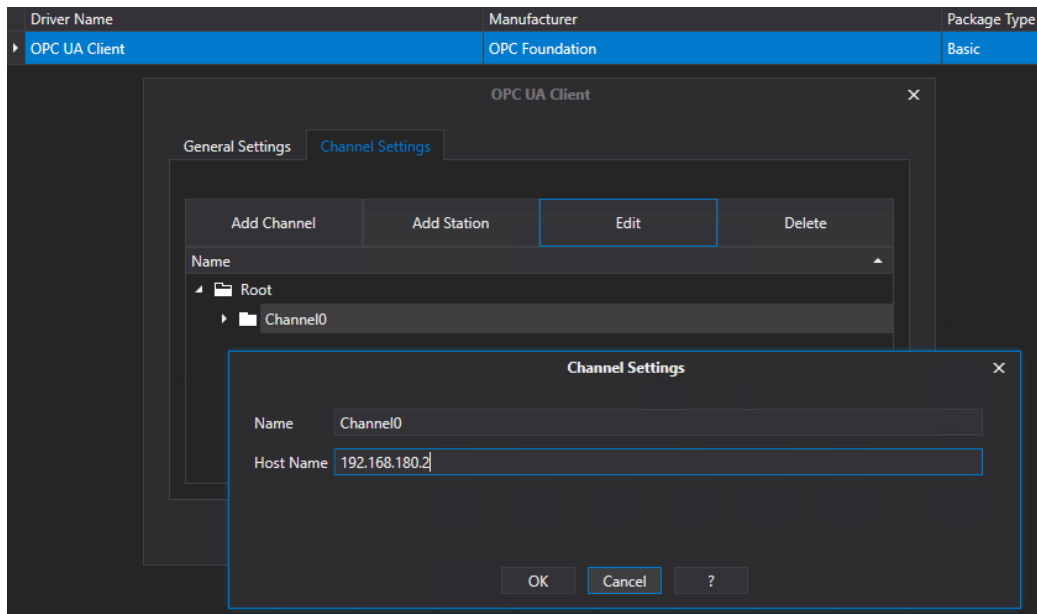 Driver Name Manufacturer Package Type
OPC UA Client OPC Foundation Basic
OPC UA Client
General Settings Channel Settings
Add Channel Add Station Edit Delete
Name
Root
Channel0
Channel Settings
Name Channel0
Host Name 192.168.180.2
OK Cancel ?